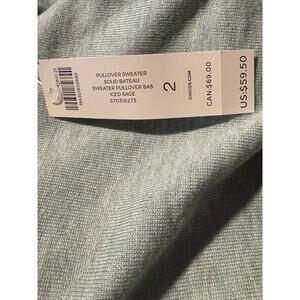 PULLOVER SWEATER
SOLID BATEAU
SWEATER PULLOVER BAS
ICED SAGE
570316273
2
CHICOS.COM
CAN:$69.00
US:$59.50